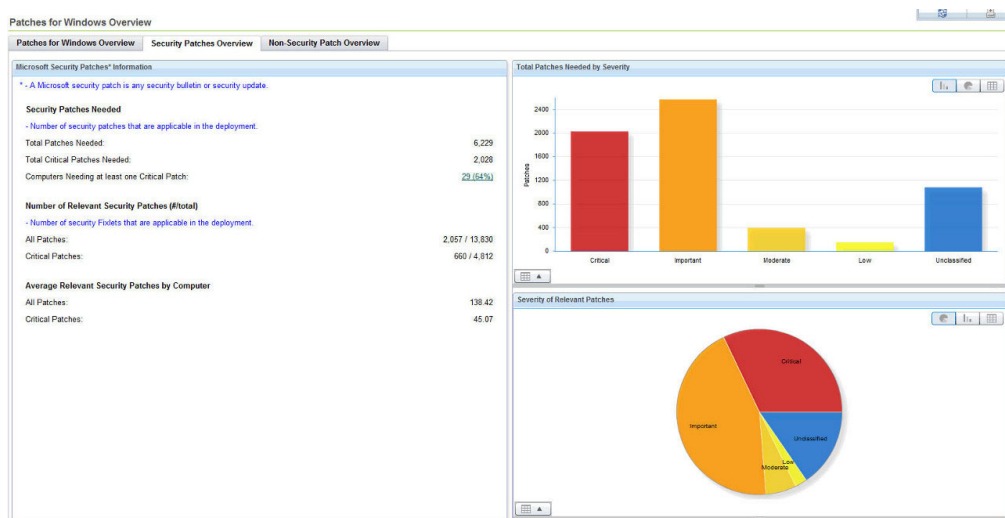 Patches for Windows Overview
Patches for Windows Overview
Security Patches Overview
Non-Security Patch Overview
Microsoft Security Patches* Information
* - A Microsoft security patch is any security bulletin or security update.
Security Patches Needed
- Number of security patches that are applicable in the deployment.
Total Patches Needed: 6,229
Total Critical Patches Needed: 2,028
Computers Needing at least one Critical Patch: 29 (64%)
Number of Relevant Security Patches (#/total)
- Number of security Fixlets that are applicable in the deployment.
All Patches: 2,057 / 13,830
Critical Patches: 660 / 4,812
Average Relevant Security Patches by Computer
All Patches: 138.42
Critical Patches: 45.07
Total Patches Needed by Severity
Patches
2400
2000
1600
1200
800
400
0
Critical
Important
Moderate
Low
Unclassified
Severity of Relevant Patches
Critical
Important
Unclassified
Low
Moderate